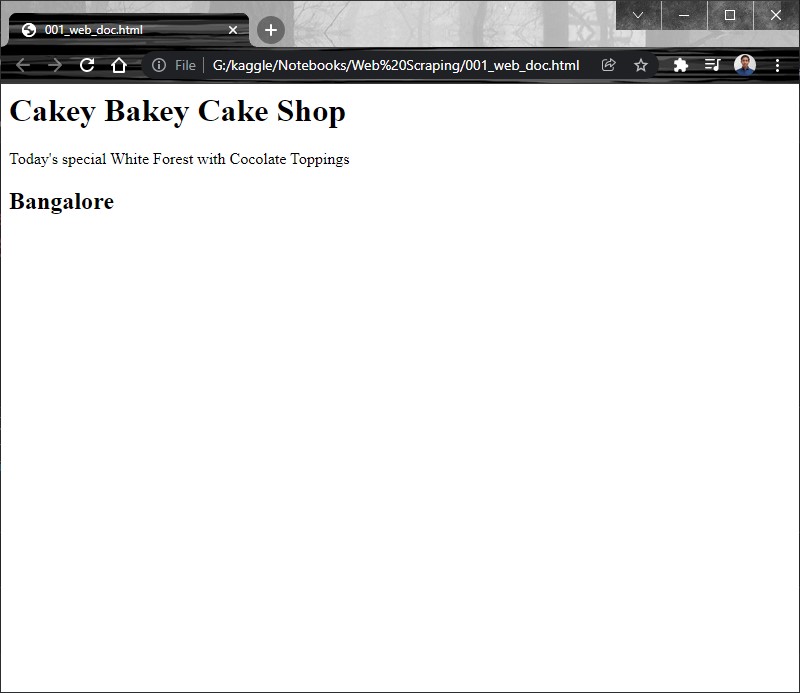 001_web_doc.html
File G:/kaggle/Notebooks/Web%20Scraping/001_web_doc.html
Cakey Bakey Cake Shop
Today's special White Forest with Cocolate Toppings
Bangalore